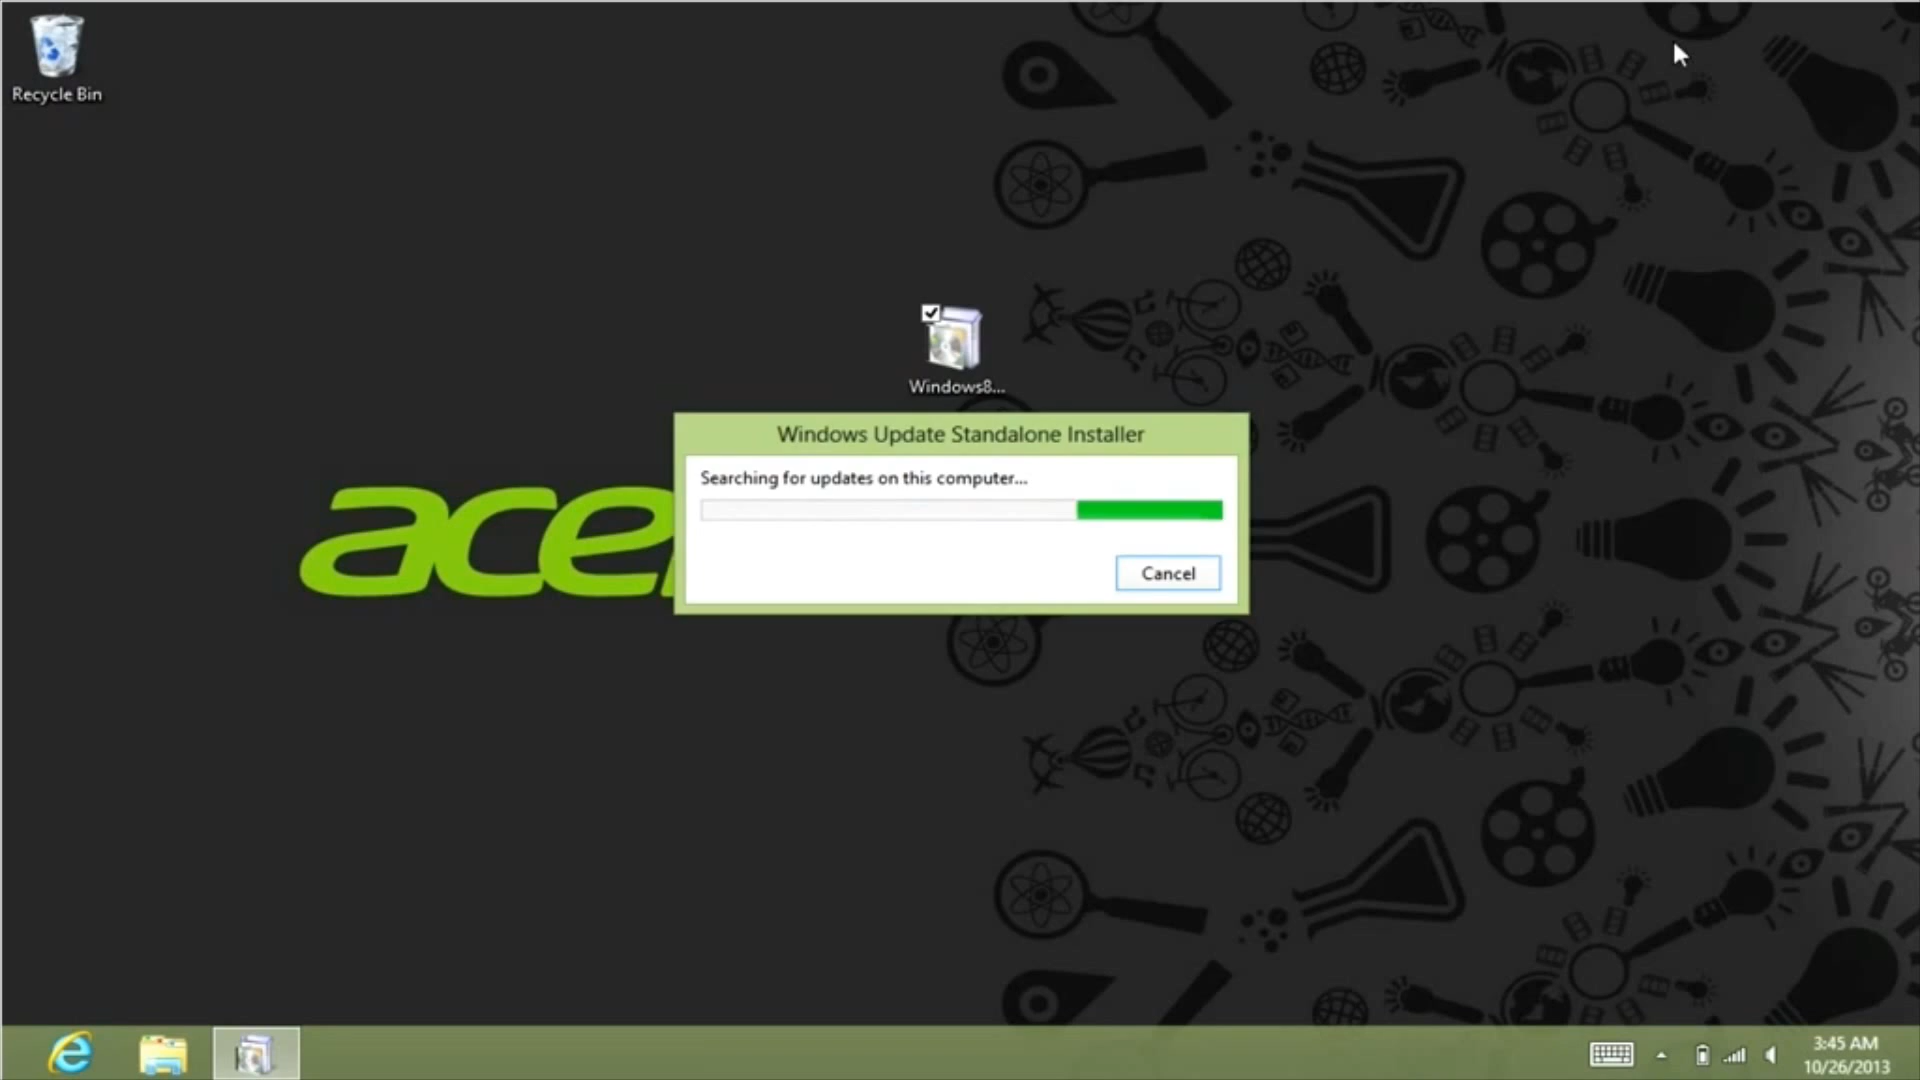 Recycle Bin
Windows8...
acer
Windows Update Standalone Installer
Searching for updates on this computer...
Cancel
3:45 AM
10/26/2013